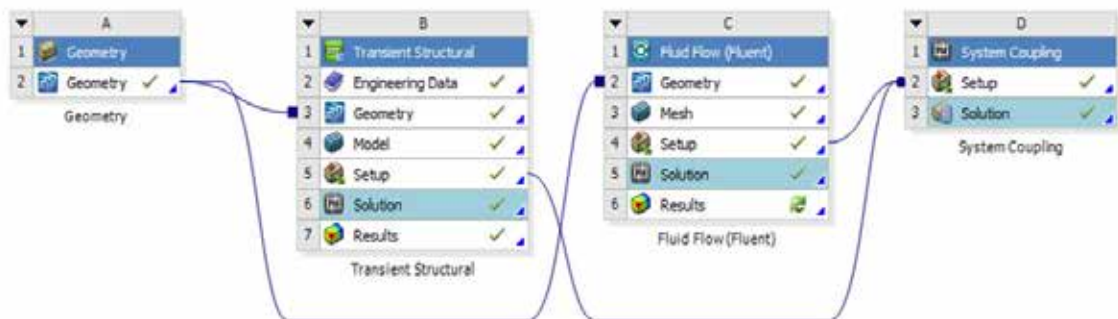 A
1 Geometry
2 Geometry
Geometry
B
1 Transient Structural
2 Engineering Data
3 Geometry
4 Model
5 Setup
6 Solution
7 Results
Transient Structural
C
1 Fluid Flow (Fluent)
2 Geometry
3 Mesh
4 Setup
5 Solution
6 Results
Fluid Flow (Fluent)
D
1 System Coupling
2 Setup
3 Solution
System Coupling